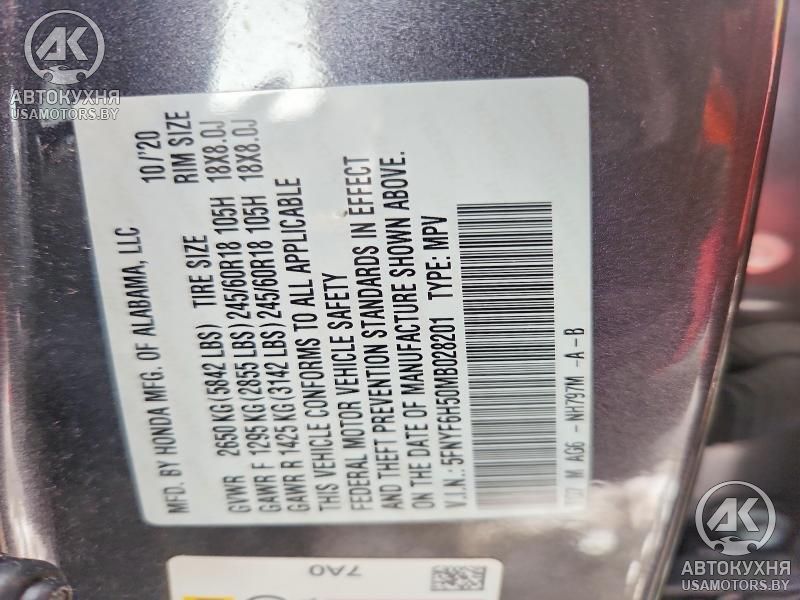 AK
АВТОКУХНЯ
USAMOTORS.BY
MFD. BY HONDA MFG. OF ALABAMA, LLC 10/'20
TIRE SIZE RIM SIZE
GVWR 2650 KG (5842 LBS)
GAWR F 1295 KG (2855 LBS) 245/60R18 105H 18X8.0J
GAWR R 1425 KG (3142 LBS) 245/60R18 105H 18X8.0J
THIS VEHICLE CONFORMS TO ALL APPLICABLE
FEDERAL MOTOR VEHICLE SAFETY
AND THEFT PREVENTION STANDARDS IN EFFECT
ON THE DATE OF MANUFACTURE SHOWN ABOVE.
V.I.N.: 5FNYF6H50MB028201 TYPE: MPV
AG6 - NH797M -A -B
7A0
AK
АВТОКУХНЯ
USAMOTORS.BY